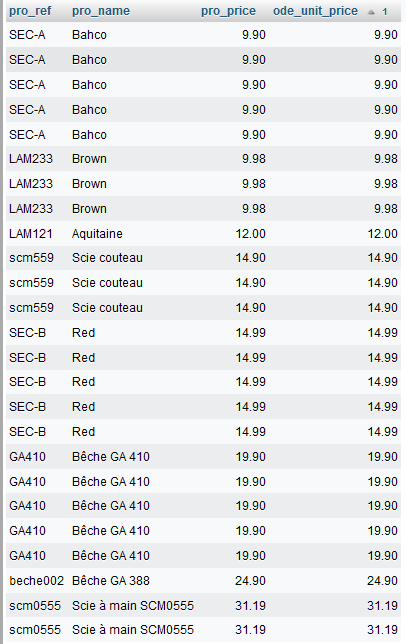 pro_ref pro_name pro_price ode_unit_price 1
SEC-A Bahco 9.90 9.90
SEC-A Bahco 9.90 9.90
SEC-A Bahco 9.90 9.90
SEC-A Bahco 9.90 9.90
SEC-A Bahco 9.90 9.90
LAM233 Brown 9.98 9.98
LAM233 Brown 9.98 9.98
LAM233 Brown 9.98 9.98
LAM121 Aquitaine 12.00 12.00
scm559 Scie couteau 14.90 14.90
scm559 Scie couteau 14.90 14.90
scm559 Scie couteau 14.90 14.90
SEC-B Red 14.99 14.99
SEC-B Red 14.99 14.99
SEC-B Red 14.99 14.99
SEC-B Red 14.99 14.99
SEC-B Red 14.99 14.99
GA410 Bêche GA 410 19.90 19.90
GA410 Bêche GA 410 19.90 19.90
GA410 Bêche GA 410 19.90 19.90
GA410 Bêche GA 410 19.90 19.90
GA410 Bêche GA 410 19.90 19.90
beche002 Bêche GA 388 24.90 24.90
scm0555 Scie à main SCM0555 31.19 31.19
scm0555 Scie à main SCM0555 31.19 31.19